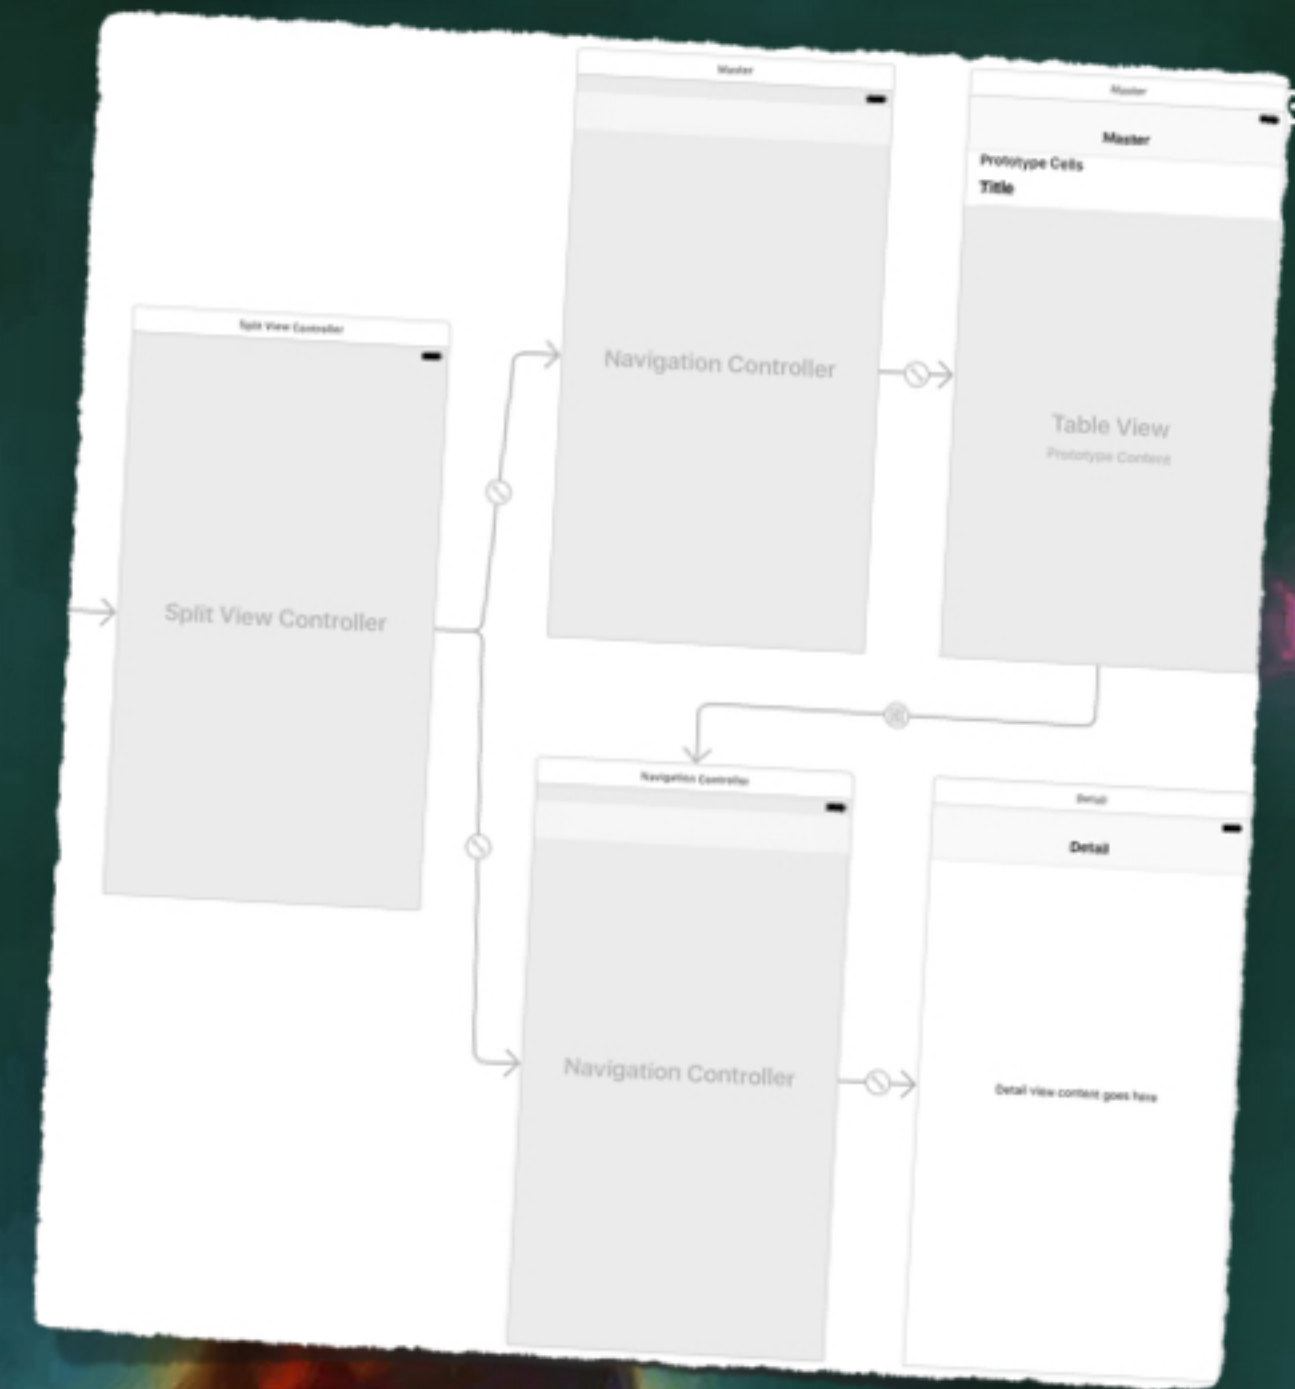 Master
Master
Master
Prototype Cells
Title
Split View Controller
Navigation Controller
Table View
Prototype Content
Split View Controller
Navigation Controller
Detail
Detail
Navigation Controller
Detail view content goes here